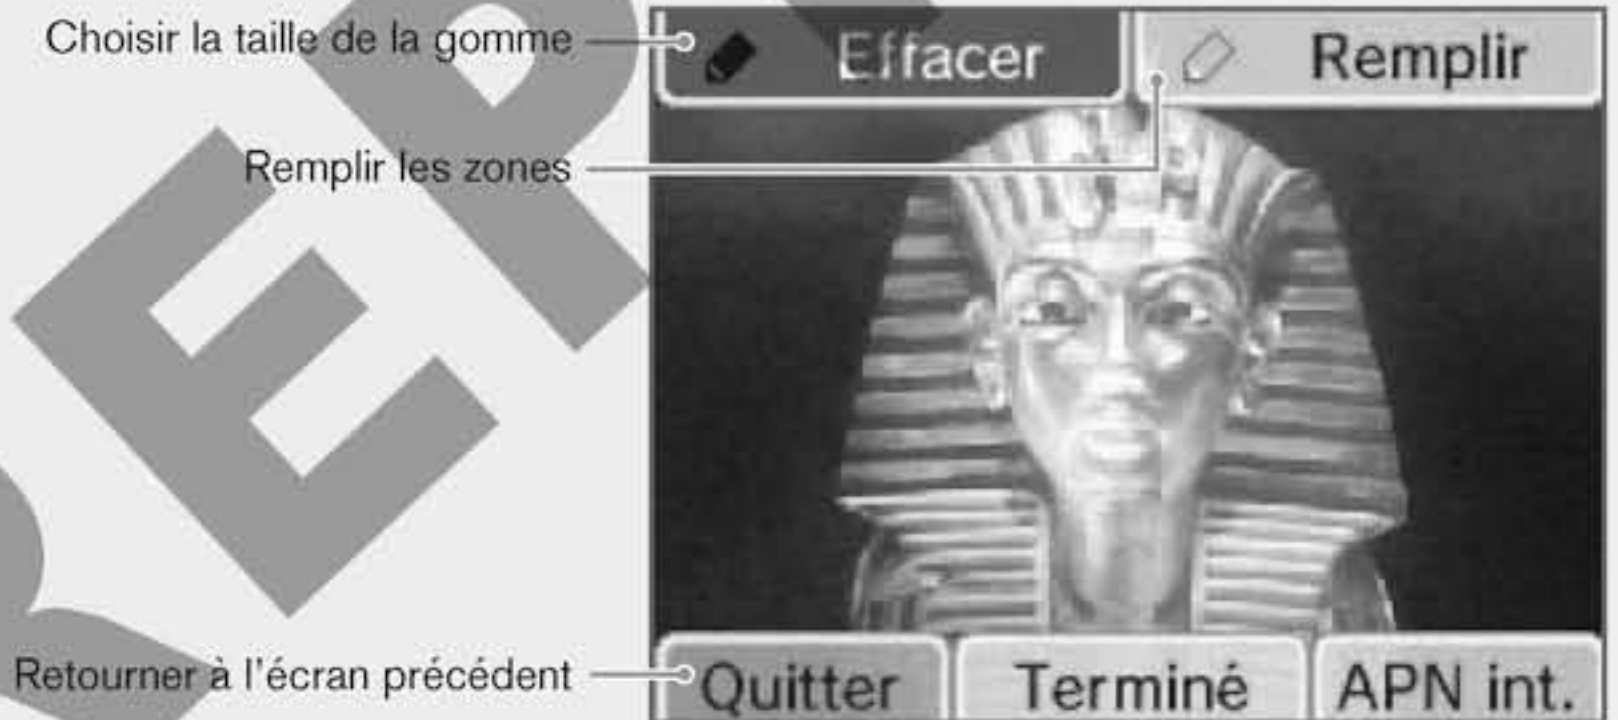 Choisir la taille de la gomme
Effacer
Remplir
Remplir les zones
Retourner à l'écran précédent
Quitter
Terminé
APN int.